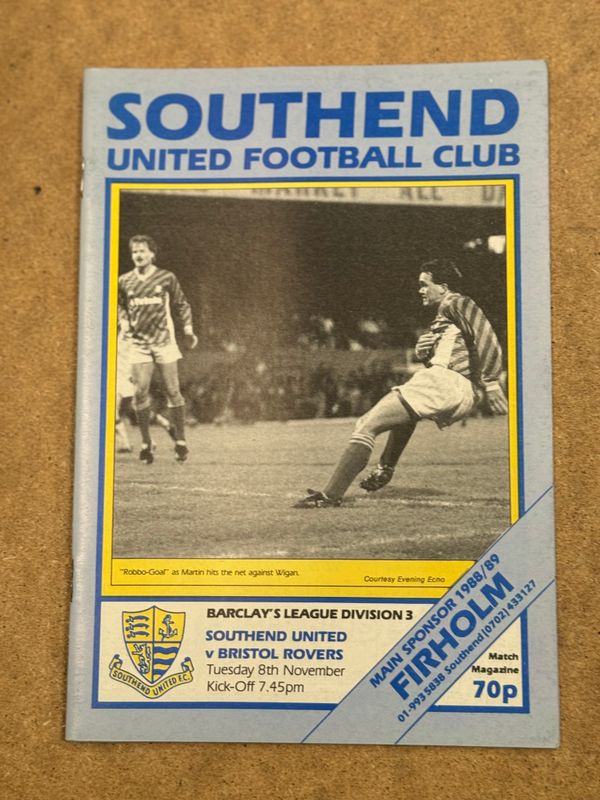 SOUTHEND
UNITED FOOTBALL CLUB
MARKET ALL
"Robbo-Goal" as Martin hits the net against Wigan.
Courtesy Evening Echo
BARCLAY'S LEAGUE DIVISION 3
SOUTHEND UNITED
v BRISTOL ROVERS
Tuesday 8th November
Kick-Off 7.45pm
SOUTHEND UNITED F.C.
MAIN SPONSOR 1988/89
FIRHOLM
01-993 5838 Southend (0702) 433127
Match
Magazine
70p